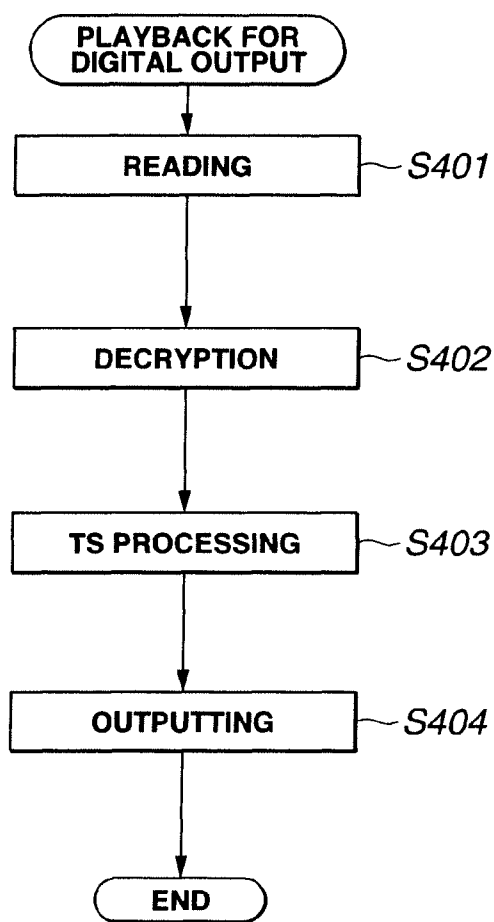 PLAYBACK FOR
DIGITAL OUTPUT
READING
S401
DECRYPTION
S402
TS PROCESSING
S403
OUTPUTTING
S404
END